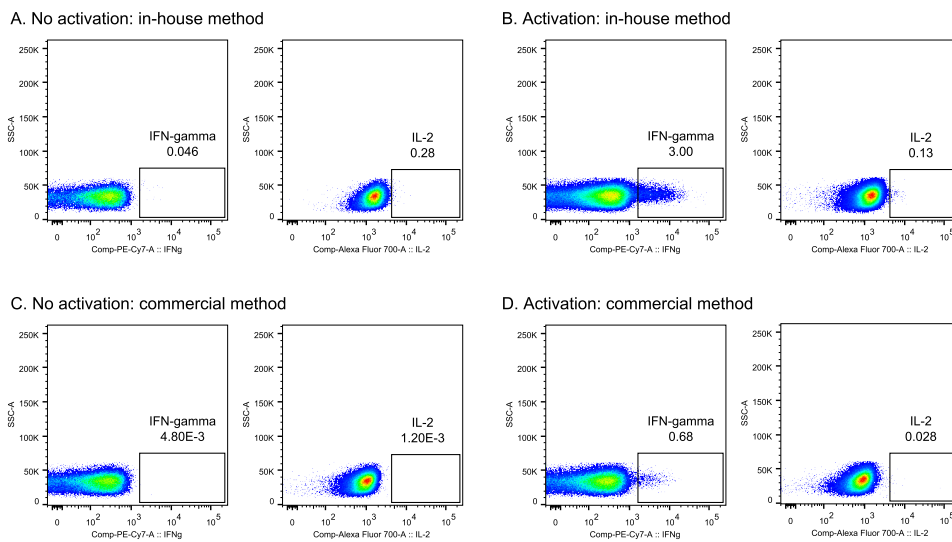 A. No activation: in-house method
B. Activation: in-house method
250K
200K
150K
100K
50K
0
SSC-A
IFN-gamma
0.046
0
10^2
10^3
10^4
10^5
Comp-PE-Cy7-A :: IFNg
250K
200K
150K
100K
50K
0
SSC-A
IL-2
0.28
0
10^2
10^3
10^4
10^5
Comp-Alexa Fluor 700-A :: IL-2
250K
200K
150K
100K
50K
0
SSC-A
IFN-gamma
3.00
0
10^2
10^3
10^4
10^5
Comp-PE-Cy7-A :: IFNg
250K
200K
150K
100K
50K
0
SSC-A
IL-2
0.13
0
10^2
10^3
10^4
10^5
Comp-Alexa Fluor 700-A :: IL-2
C. No activation: commercial method
D. Activation: commercial method
250K
200K
150K
100K
50K
0
SSC-A
IFN-gamma
4.80E-3
0
10^2
10^3
10^4
10^5
Comp-PE-Cy7-A :: IFNg
250K
200K
150K
100K
50K
0
SSC-A
IL-2
1.20E-3
0
10^2
10^3
10^4
10^5
Comp-Alexa Fluor 700-A :: IL-2
250K
200K
150K
100K
50K
0
SSC-A
IFN-gamma
0.68
0
10^2
10^3
10^4
10^5
Comp-PE-Cy7-A :: IFNg
250K
200K
150K
100K
50K
0
SSC-A
IL-2
0.028
0
10^2
10^3
10^4
10^5
Comp-Alexa Fluor 700-A :: IL-2